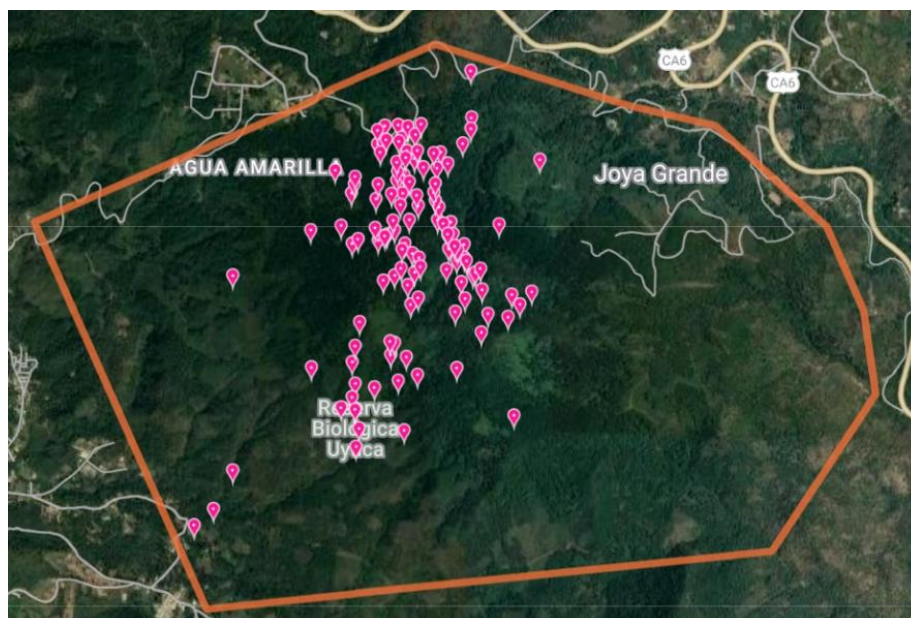 CA6
CA6
AGUA AMARILLA
Joya Grande
Reserva
Biologica
Uyuca